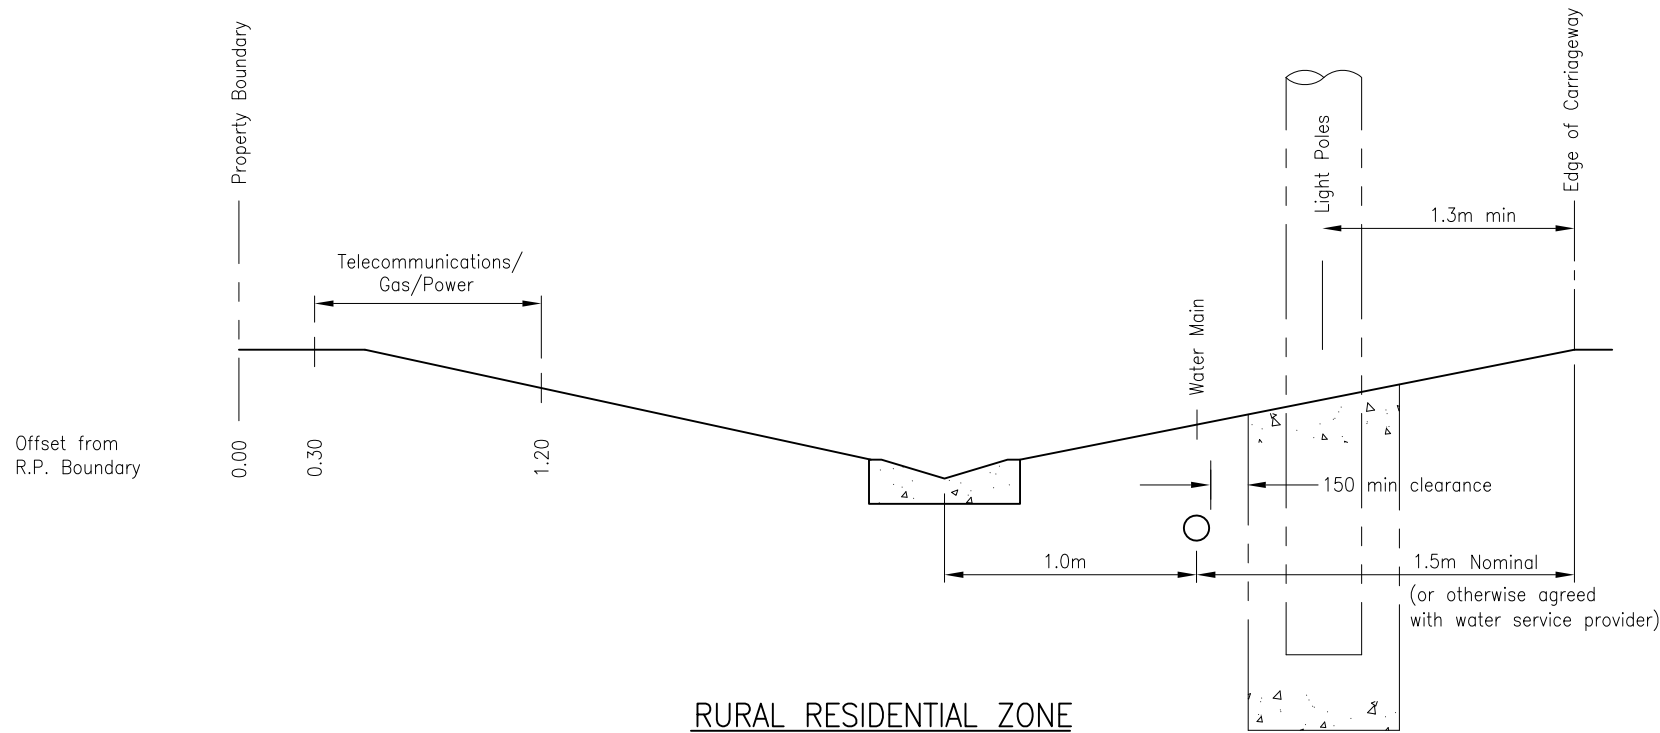 Property Boundary
Edge of Carriageway
Light Poles
1.3m min
Telecommunications/
Gas/Power
Water Main
Offset from
R.P. Boundary
0.00
0.30
1.20
150 min clearance
1.0m
1.5m Nominal
(or otherwise agreed
with water service provider)
RURAL RESIDENTIAL ZONE